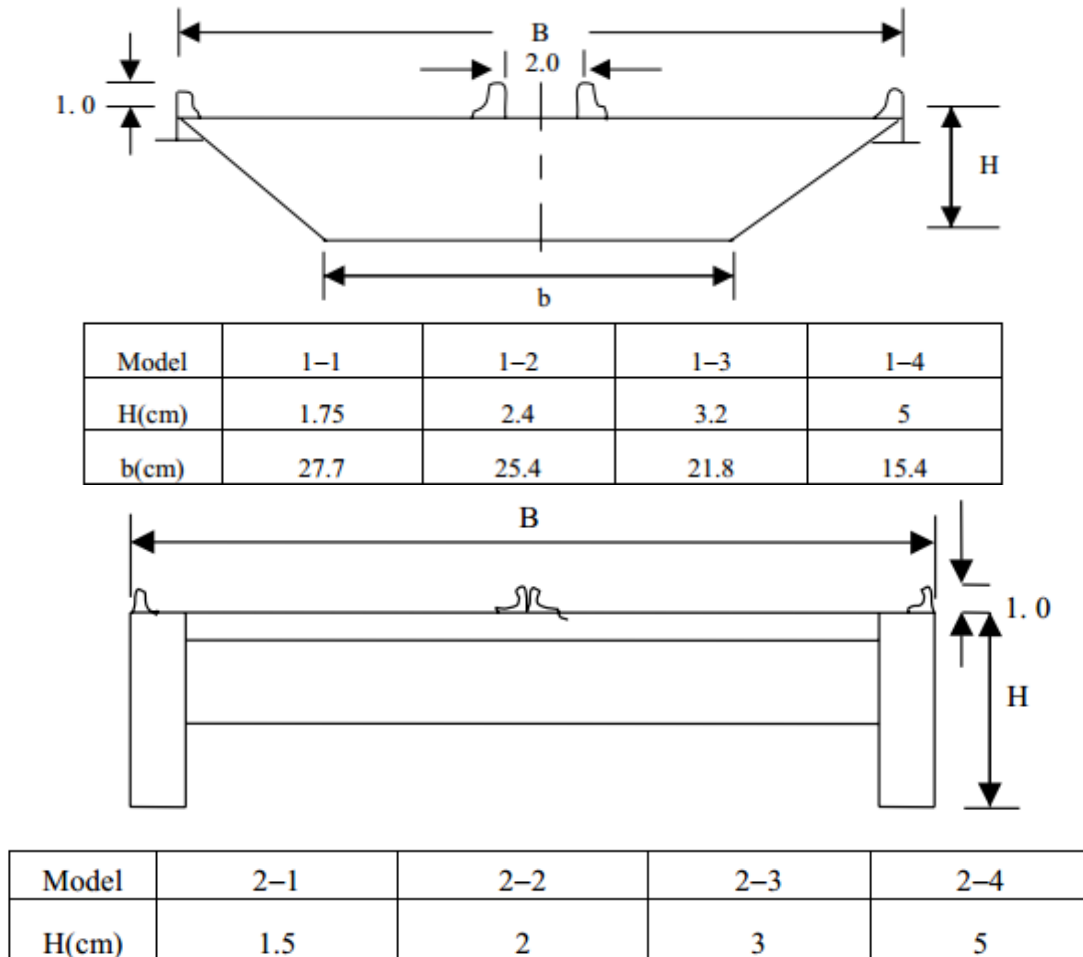 B
2.0
1. 0
H
b
Model 1–1 1–2 1–3 1–4
H(cm) 1.75 2.4 3.2 5
b(cm) 27.7 25.4 21.8 15.4
B
1. 0
H
Model 2–1 2–2 2–3 2–4
H(cm) 1.5 2 3 5